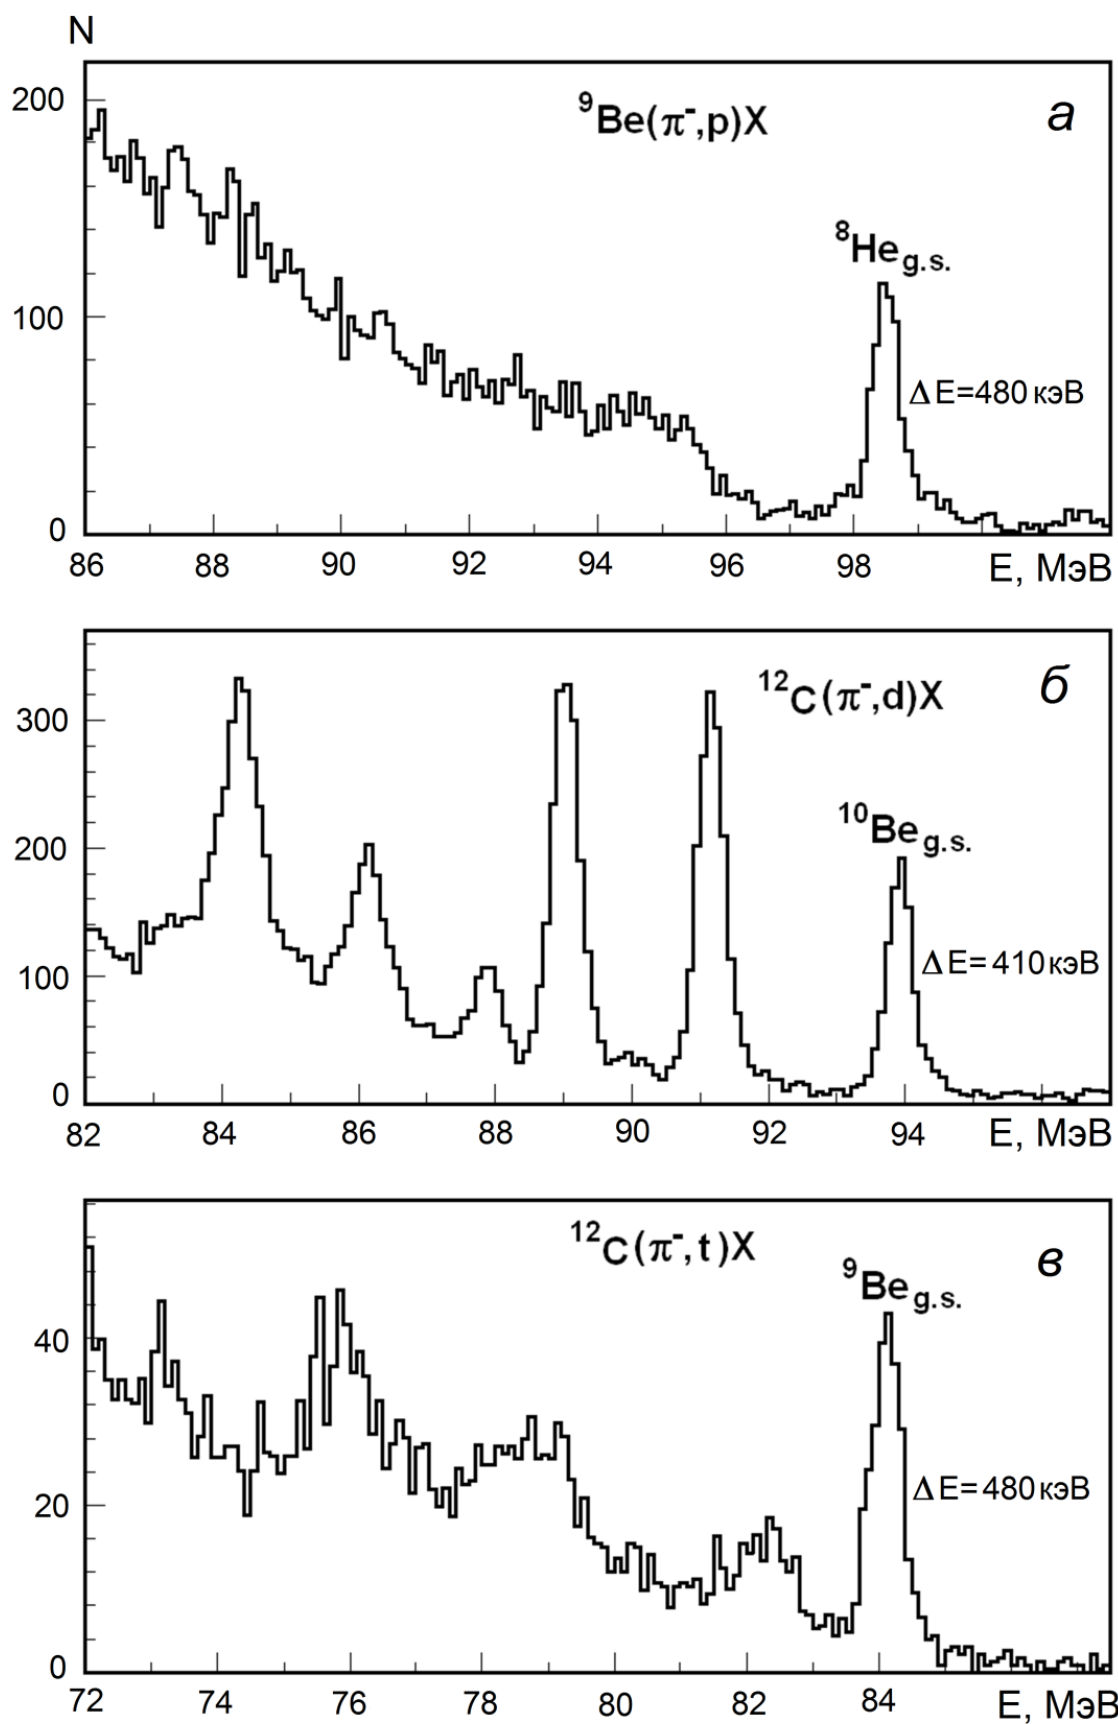 N
200
100
0
⁹Be(π⁻,p)X
а
⁸He g.s.
ΔE=480 кэВ
86 88 90 92 94 96 98 E, МэВ
300
200
100
0
¹²C(π⁻,d)X
б
¹⁰Be g.s.
ΔE=410 кэВ
82 84 86 88 90 92 94 E, МэВ
40
20
0
¹²C(π⁻,t)X
в
⁹Be g.s.
ΔE=480 кэВ
72 74 76 78 80 82 84 E, МэВ